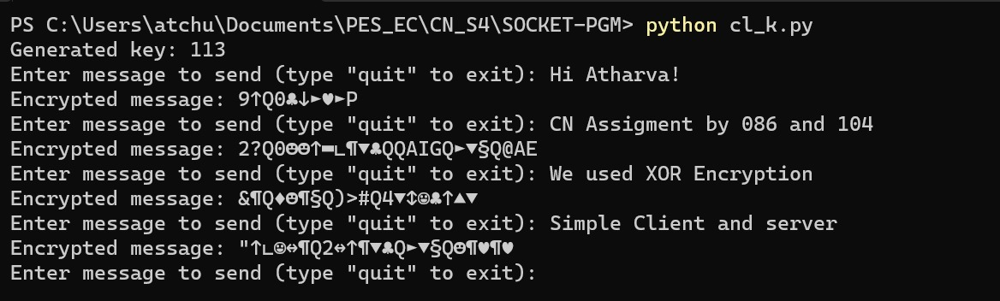 PS C:\Users\atchu\Documents\PES_EC\CN_S4\SOCKET-PGM> python cl_k.py
Generated key: 113
Enter message to send (type "quit" to exit): Hi Atharva!
Encrypted message: 9↑Q0♣↓►♥►P
Enter message to send (type "quit" to exit): CN Assigment by 086 and 104
Encrypted message: 2?Q0☻☻↑▬∟¶▼♣QQAIGQ►▼§Q@AE
Enter message to send (type "quit" to exit): We used XOR Encryption
Encrypted message: &¶Q♦☻¶§Q)>#Q4▼↕☺♣↑▲▼
Enter message to send (type "quit" to exit): Simple Client and server
Encrypted message: "↑∟☺↔¶Q2↔↑¶▼♣Q►▼§Q☻¶♥¶♥
Enter message to send (type "quit" to exit):